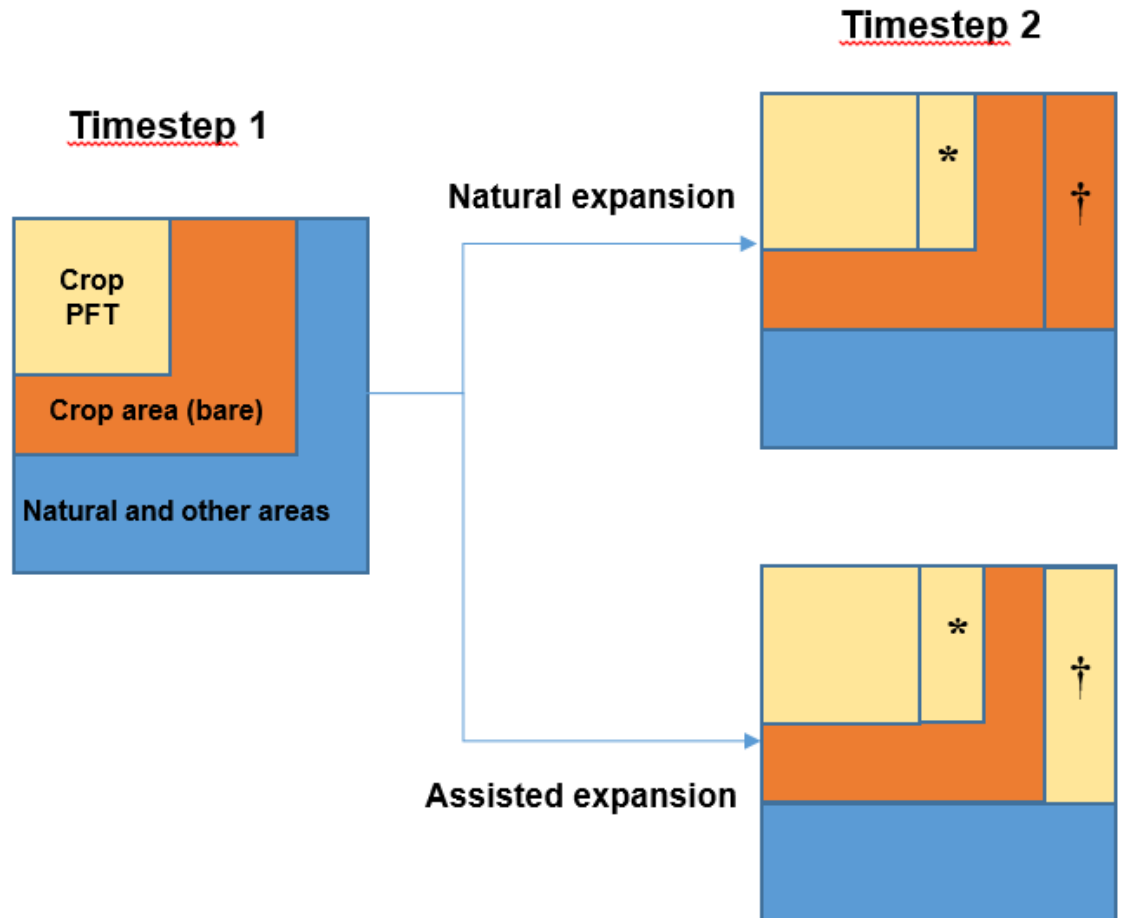 Timestep 1
Crop
PFT
Crop area (bare)
Natural and other areas
Natural expansion
Assisted expansion
Timestep 2
*
†
*
†